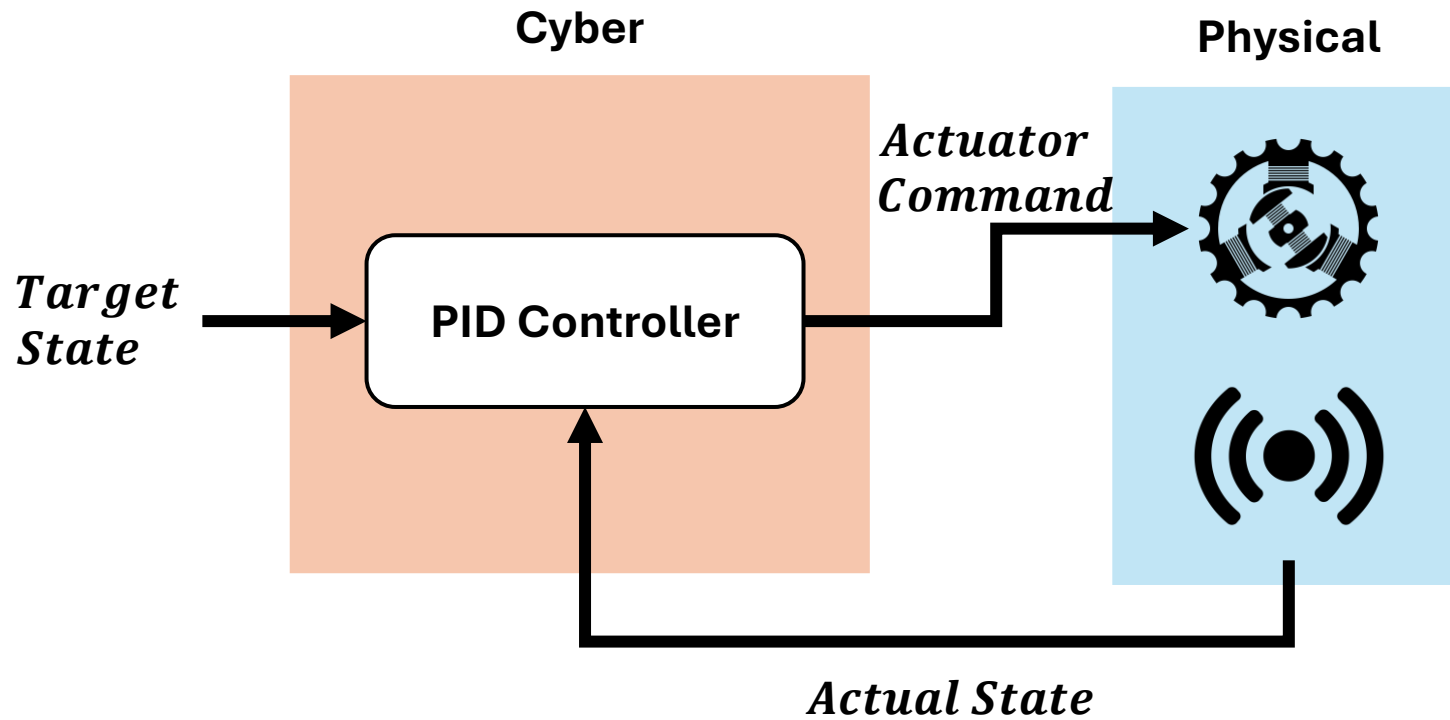 Cyber
Physical
Actuator
Command
Target
State
PID Controller
Actual State